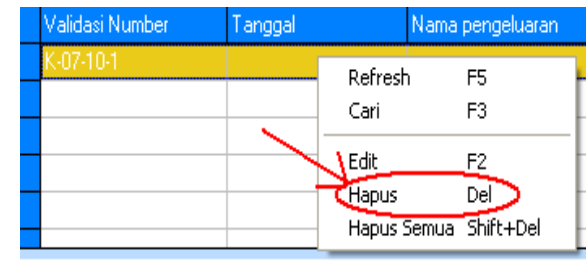 Validasi Number Tanggal Nama pengeluaran
K-07-10-1
Refresh F5
Cari F3
Edit F2
Hapus Del
Hapus Semua Shift+Del